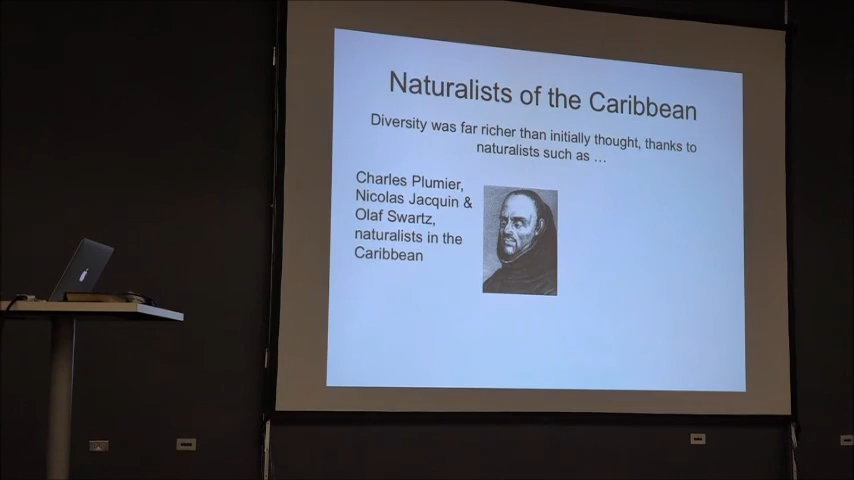 Naturalists of the Caribbean
Diversity was far richer than initially thought, thanks to
naturalists such as ...
Charles Plumier,
Nicolas Jacquin &
Olaf Swartz,
naturalists in the
Caribbean